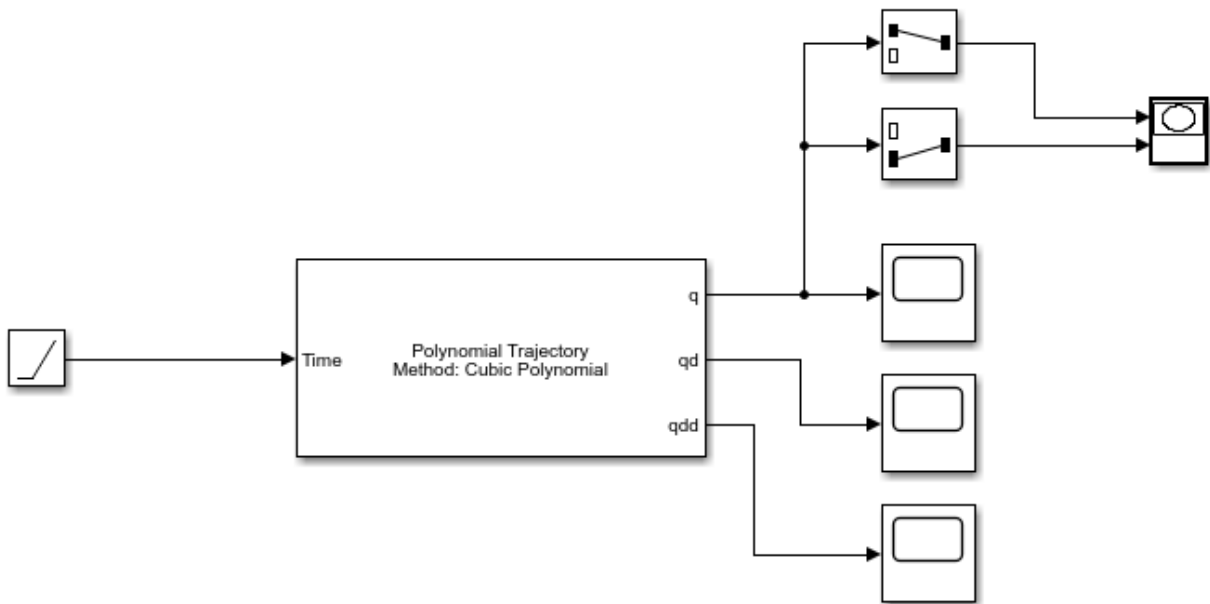 q
Time
Polynomial Trajectory
Method: Cubic Polynomial
qd
qdd